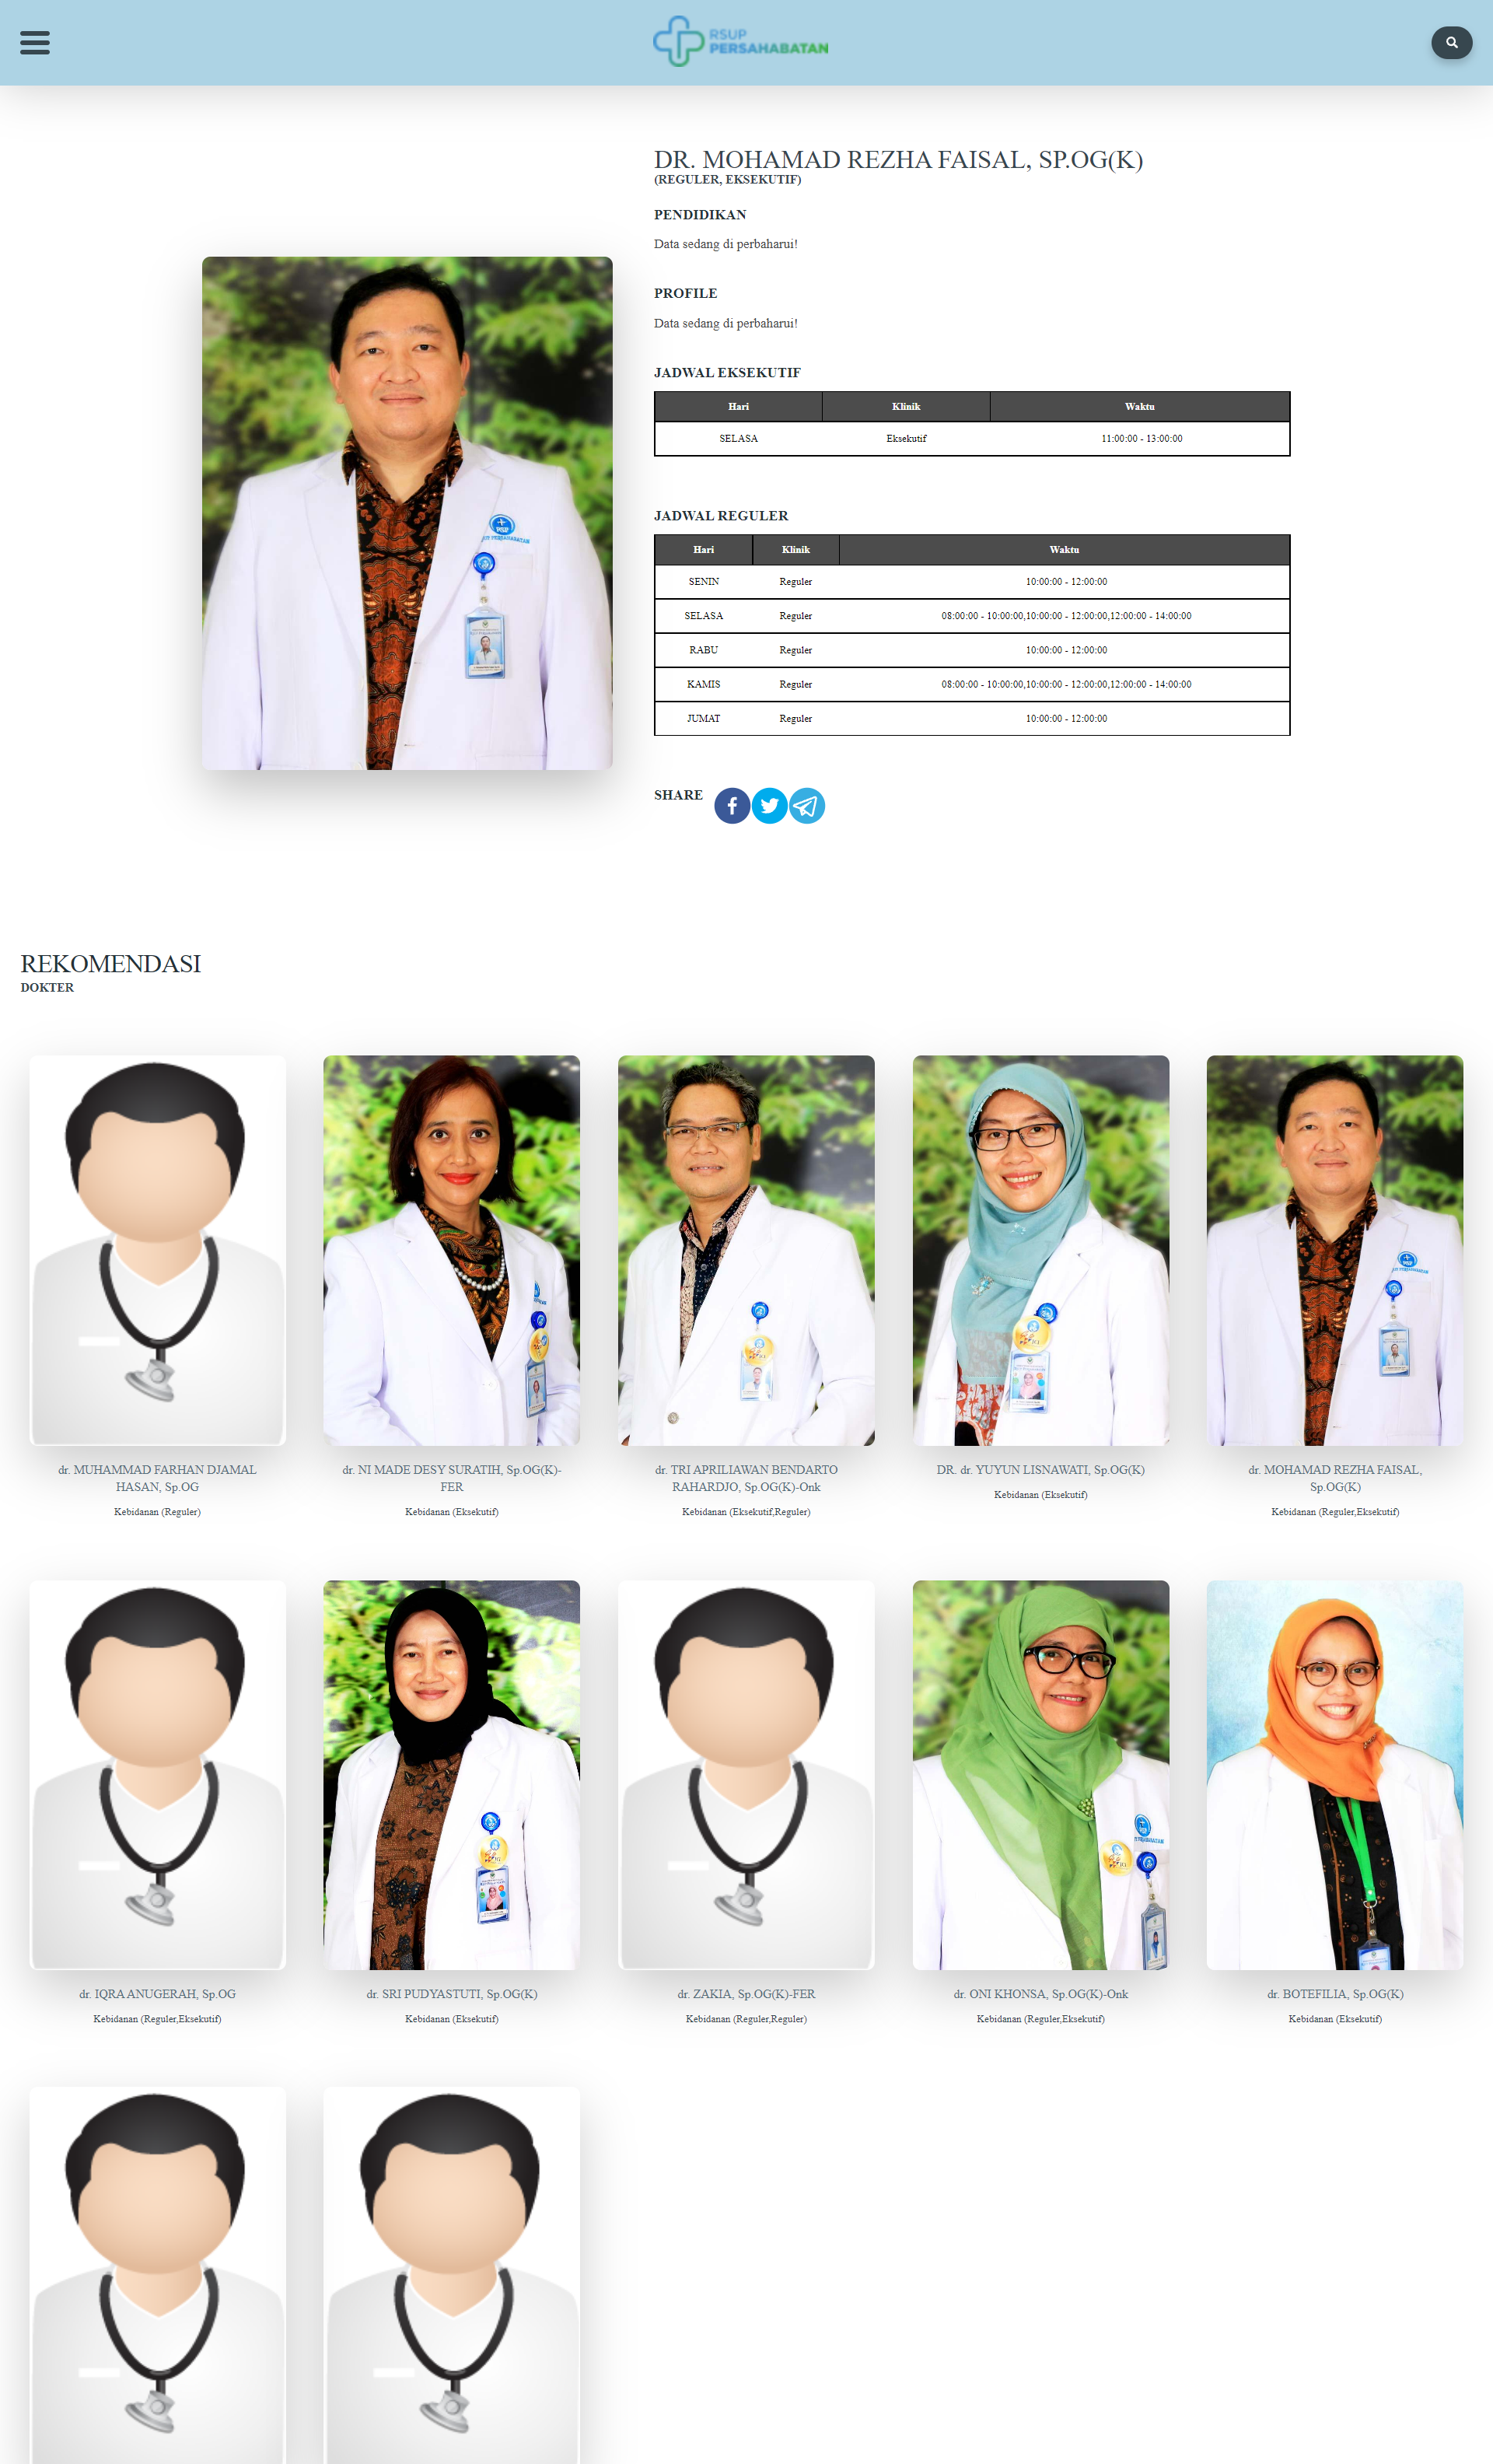 RSUP
PERSAHABATAN
DR. MOHAMAD REZHA FAISAL, SP.OG(K)
(REGULER, EKSEKUTIF)
PENDIDIKAN
Data sedang di perbaharui!
PROFILE
Data sedang di perbaharui!
JADWAL EKSEKUTIF
Hari Klinik Waktu
SELASA Eksekutif 11:00:00 - 13:00:00
JADWAL REGULER
Hari Klinik Waktu
SENIN Reguler 10:00:00 - 12:00:00
SELASA Reguler 08:00:00 - 10:00:00,10:00:00 - 12:00:00,12:00:00 - 14:00:00
RABU Reguler 10:00:00 - 12:00:00
KAMIS Reguler 08:00:00 - 10:00:00,10:00:00 - 12:00:00,12:00:00 - 14:00:00
JUMAT Reguler 10:00:00 - 12:00:00
SHARE
REKOMENDASI
DOKTER
dr. MUHAMMAD FARHAN DJAMAL
HASAN, Sp.OG
Kebidanan (Reguler)
dr. NI MADE DESY SURATIH, Sp.OG(K)-
FER
Kebidanan (Eksekutif)
dr. TRI APRILIAWAN BENDARTO
RAHARDJO, Sp.OG(K)-Onk
Kebidanan (Eksekutif,Reguler)
DR. dr. YUYUN LISNAWATI, Sp.OG(K)
Kebidanan (Eksekutif)
dr. MOHAMAD REZHA FAISAL,
Sp.OG(K)
Kebidanan (Reguler,Eksekutif)
dr. IQRA ANUGERAH, Sp.OG
Kebidanan (Reguler,Eksekutif)
dr. SRI PUDYASTUTI, Sp.OG(K)
Kebidanan (Eksekutif)
dr. ZAKIA, Sp.OG(K)-FER
Kebidanan (Reguler,Reguler)
dr. ONI KHONSA, Sp.OG(K)-Onk
Kebidanan (Reguler,Eksekutif)
dr. BOTEFILIA, Sp.OG(K)
Kebidanan (Eksekutif)